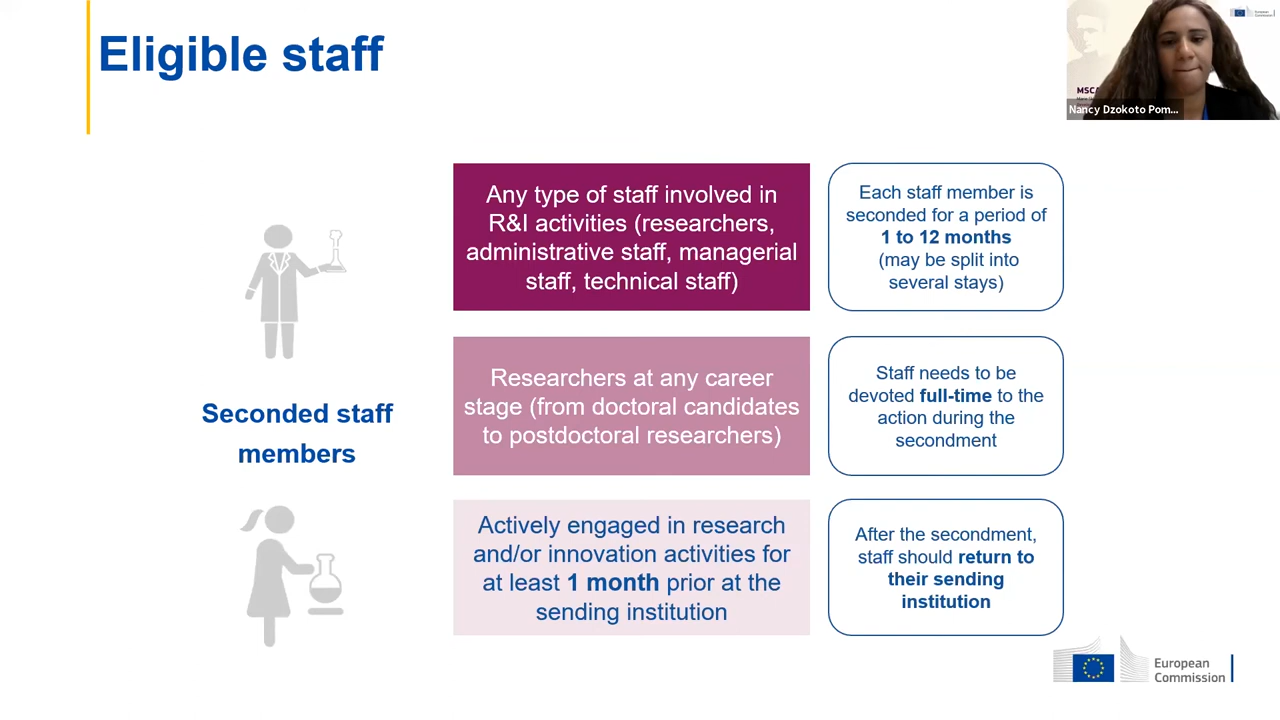 Eligible staff
MSCA
Nancy Dzokoto Pom...
Any type of staff involved in
R&I activities (researchers,
administrative staff, managerial
staff, technical staff)
Each staff member is
seconded for a period of
1 to 12 months
(may be split into
several stays)
Seconded staff
members
Researchers at any career
stage (from doctoral candidates
to postdoctoral researchers)
Staff needs to be
devoted full-time to the
action during the
secondment
Actively engaged in research
and/or innovation activities for
at least 1 month prior at the
sending institution
After the secondment,
staff should return to
their sending
institution
European
Commission